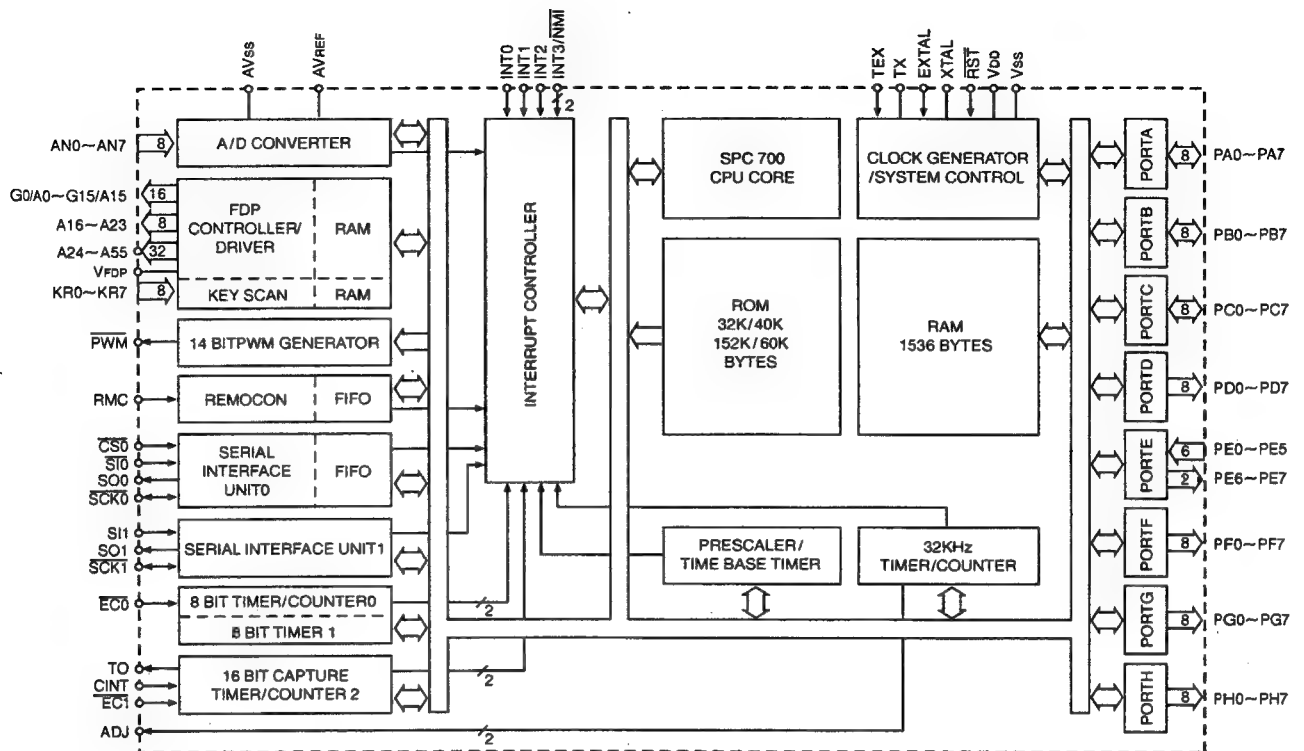 AVss
AVREF
INT0
INT1
INT2
INT3/NMI
2
TEX
TX
EXTAL
XTAL
RST
VDD
Vss
AN0~AN7
8
A/D CONVERTER
G0/A0~G15/A15
16
A16~A23
8
A24~A55
32
VFDP
KR0~KR7
8
FDP
CONTROLLER/
DRIVER
RAM
KEY SCAN
RAM
PWM
14 BITPWM GENERATOR
RMC
REMOCON
FIFO
CS0
SI0
SO0
SCK0
SERIAL
INTERFACE
UNIT0
FIFO
SI1
SO1
SCK1
SERIAL INTERFACE UNIT1
EC0
8 BIT TIMER/COUNTER0
8 BIT TIMER 1
2
TO
CINT
EC1
16 BIT CAPTURE
TIMER/COUNTER 2
2
ADJ
2
INTERRUPT CONTROLLER
SPC 700
CPU CORE
CLOCK GENERATOR
/SYSTEM CONTROL
ROM
32K/40K
152K/60K
BYTES
RAM
1536 BYTES
PRESCALER/
TIME BASE TIMER
32KHz
TIMER/COUNTER
PORTA
8
PA0~PA7
PORTB
8
PB0~PB7
PORTC
8
PC0~PC7
PORTD
8
PD0~PD7
PORTE
6
PE0~PE5
2
PE6~PE7
PORTF
8
PF0~PF7
PORTG
8
PG0~PG7
PORTH
8
PH0~PH7